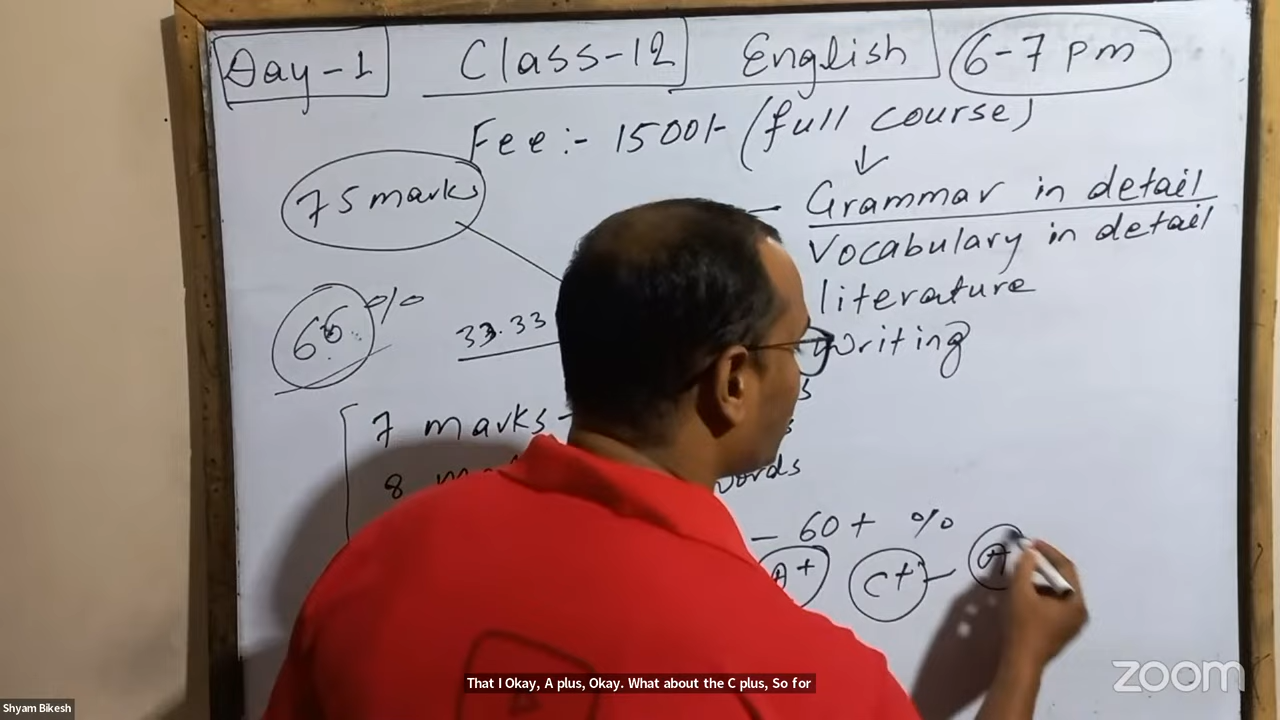 Day-1 Class-12 English 6-7 pm
Fee:- 1500/- (full course)
75 marks
Grammar in detail
Vocabulary in detail
literature
writing
66 %
33.33
7 marks
8
words
60+ %
A+ C+ A
That I Okay, A plus, Okay. What about the C plus, So for
Shyam Bikesh
zoom